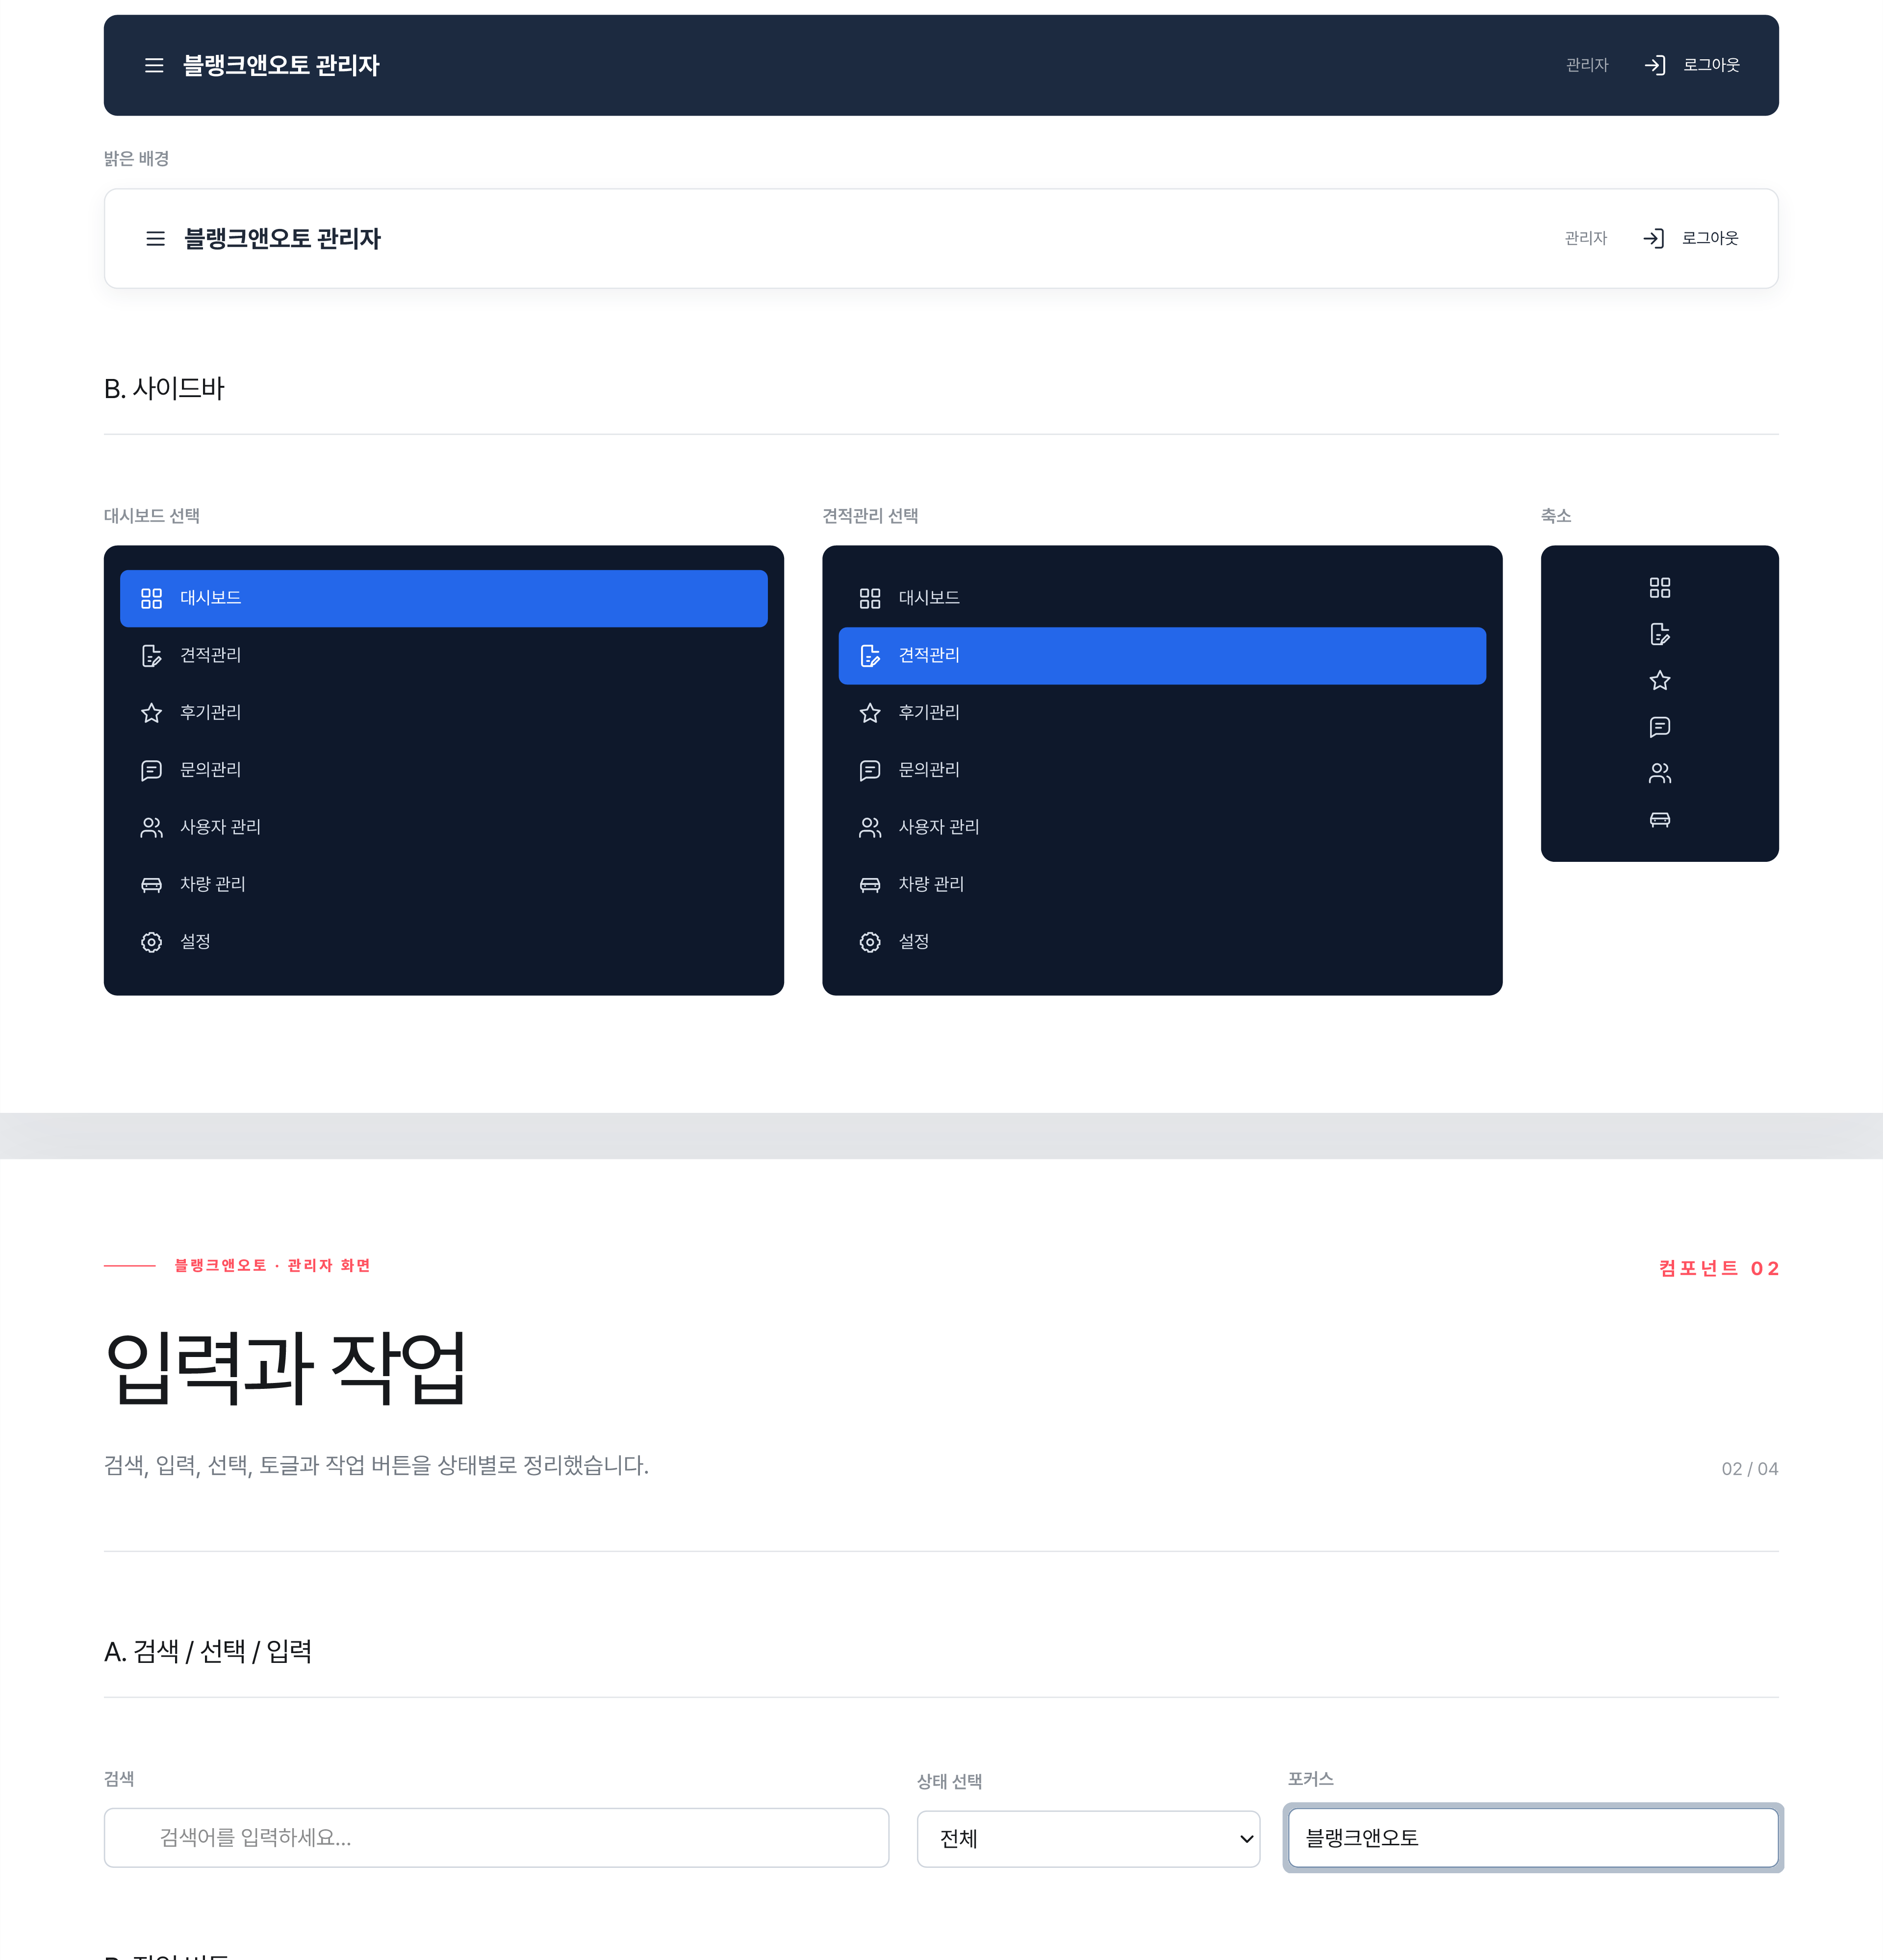 블랭크앤오토 관리자
관리자
로그아웃
밝은 배경
블랭크앤오토 관리자
관리자
로그아웃
B. 사이드바
대시보드 선택
대시보드
견적관리
후기관리
문의관리
사용자 관리
차량 관리
설정
견적관리 선택
대시보드
견적관리
후기관리
문의관리
사용자 관리
차량 관리
설정
축소
블랭크앤오토 · 관리자 화면
컴포넌트 02
입력과 작업
검색, 입력, 선택, 토글과 작업 버튼을 상태별로 정리했습니다.
02 / 04
A. 검색 / 선택 / 입력
검색
검색어를 입력하세요...
상태 선택
전체
포커스
블랭크앤오토